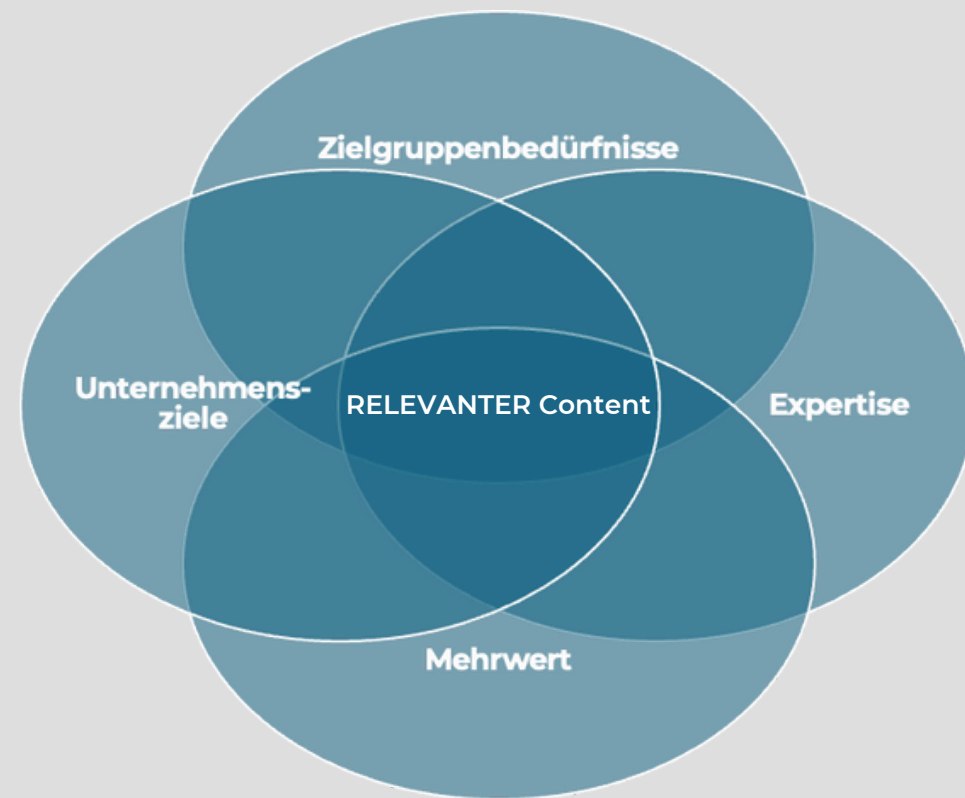 Zielgruppenbedürfnisse
Unternehmens-
ziele
RELEVANTER Content
Expertise
Mehrwert